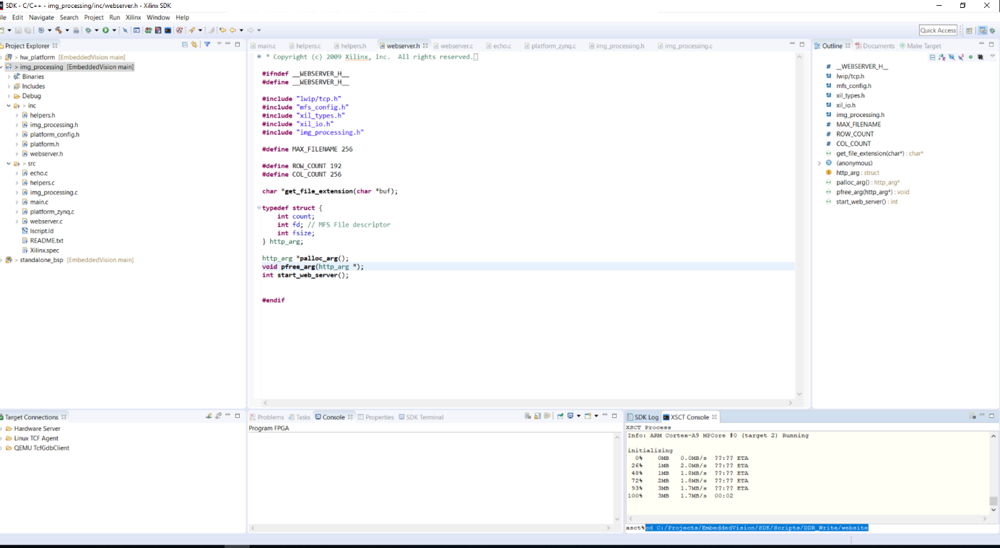 SDK - C/C++ - img_processing/inc/webserver.h - Xilinx SDK
Edit Navigate Search Project Run Xilinx Window Help
Quick Access
Project Explorer
> hw_platform [EmbeddedVision main]
> img_processing [EmbeddedVision main]
Binaries
Includes
Debug
> inc
helpers.h
img_processing.h
platform_config.h
platform.h
webserver.h
> src
echo.c
helpers.c
img_processing.c
main.c
platform_zynq.c
webserver.c
lscript.ld
README.txt
Xilinx.spec
> standalone_bsp [EmbeddedVision main]
main.c helpers.c helpers.h webserver.h webserver.c echo.c platform_zynq.c img_processing.h img_processing.c
* Copyright (c) 2009 Xilinx, Inc.  All rights reserved.
#ifndef __WEBSERVER_H__
#define __WEBSERVER_H__
#include "lwip/tcp.h"
#include "mfs_config.h"
#include "xil_types.h"
#include "xil_io.h"
#include "img_processing.h"
#define MAX_FILENAME 256
#define ROW_COUNT 192
#define COL_COUNT 256
char *get_file_extension(char *buf);
typedef struct {
int count;
int fd; // MFS File descriptor
int fsize;
} http_arg;
http_arg *palloc_arg();
void pfree_arg(http_arg *);
int start_web_server();
#endif
Outline Documents Make Target
# __WEBSERVER_H__
lwip/tcp.h
mfs_config.h
xil_types.h
xil_io.h
img_processing.h
# MAX_FILENAME
# ROW_COUNT
# COL_COUNT
get_file_extension(char*) : char*
(anonymous)
http_arg : struct
palloc_arg() : http_arg*
pfree_arg(http_arg*) : void
start_web_server() : int
Target Connections
Hardware Server
Linux TCF Agent
QEMU TcfGdbClient
Problems Tasks Console Properties SDK Terminal
Program FPGA
SDK Log XSCT Console
XSCT Process
Info: ARM Cortex-A9 MPCore #0 (target 2) Running
initializing
0% 0MB 0.0MB/s ??:?? ETA
26% 1MB 2.0MB/s ??:?? ETA
48% 1MB 1.8MB/s ??:?? ETA
72% 2MB 1.8MB/s ??:?? ETA
93% 3MB 1.7MB/s ??:?? ETA
100% 3MB 1.7MB/s 00:02
xsct% cd C:/Projects/EmbeddedVision/SDK/Scripts/DDR_Write/website